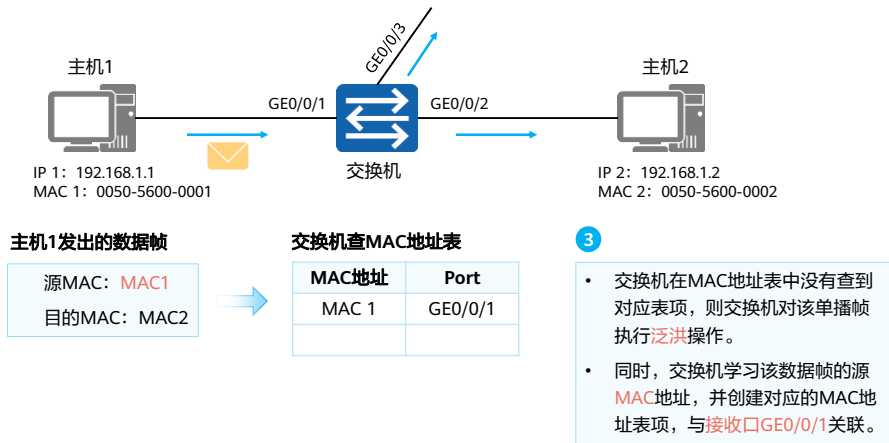 GE0/0/3
主机1
主机2
GE0/0/1
GE0/0/2
交换机
IP 1：192.168.1.1
MAC 1：0050-5600-0001
IP 2：192.168.1.2
MAC 2：0050-5600-0002
主机1发出的数据帧
源MAC：MAC1
目的MAC：MAC2
交换机查MAC地址表
MAC地址 Port
MAC 1 GE0/0/1
3
• 交换机在MAC地址表中没有查到
对应表项，则交换机对该单播帧
执行泛洪操作。
• 同时，交换机学习该数据帧的源
MAC地址，并创建对应的MAC地
址表项，与接收口GE0/0/1关联。